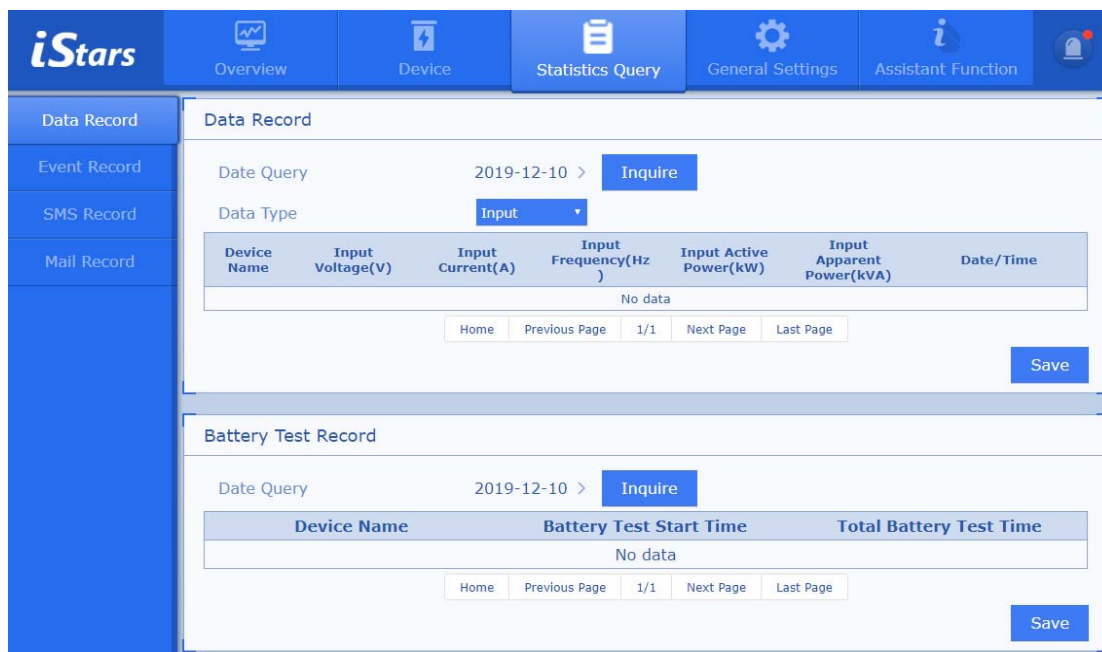 iStars
Overview
Device
Statistics Query
General Settings
Assistant Function
Data Record
Event Record
SMS Record
Mail Record
Data Record
Date Query 2019-12-10 > Inquire
Data Type Input
Device Name
Input Voltage(V)
Input Current(A)
Input Frequency(Hz)
Input Active Power(kW)
Input Apparent Power(kVA)
Date/Time
No data
Home Previous Page 1/1 Next Page Last Page
Save
Battery Test Record
Date Query 2019-12-10 > Inquire
Device Name Battery Test Start Time Total Battery Test Time
No data
Home Previous Page 1/1 Next Page Last Page
Save